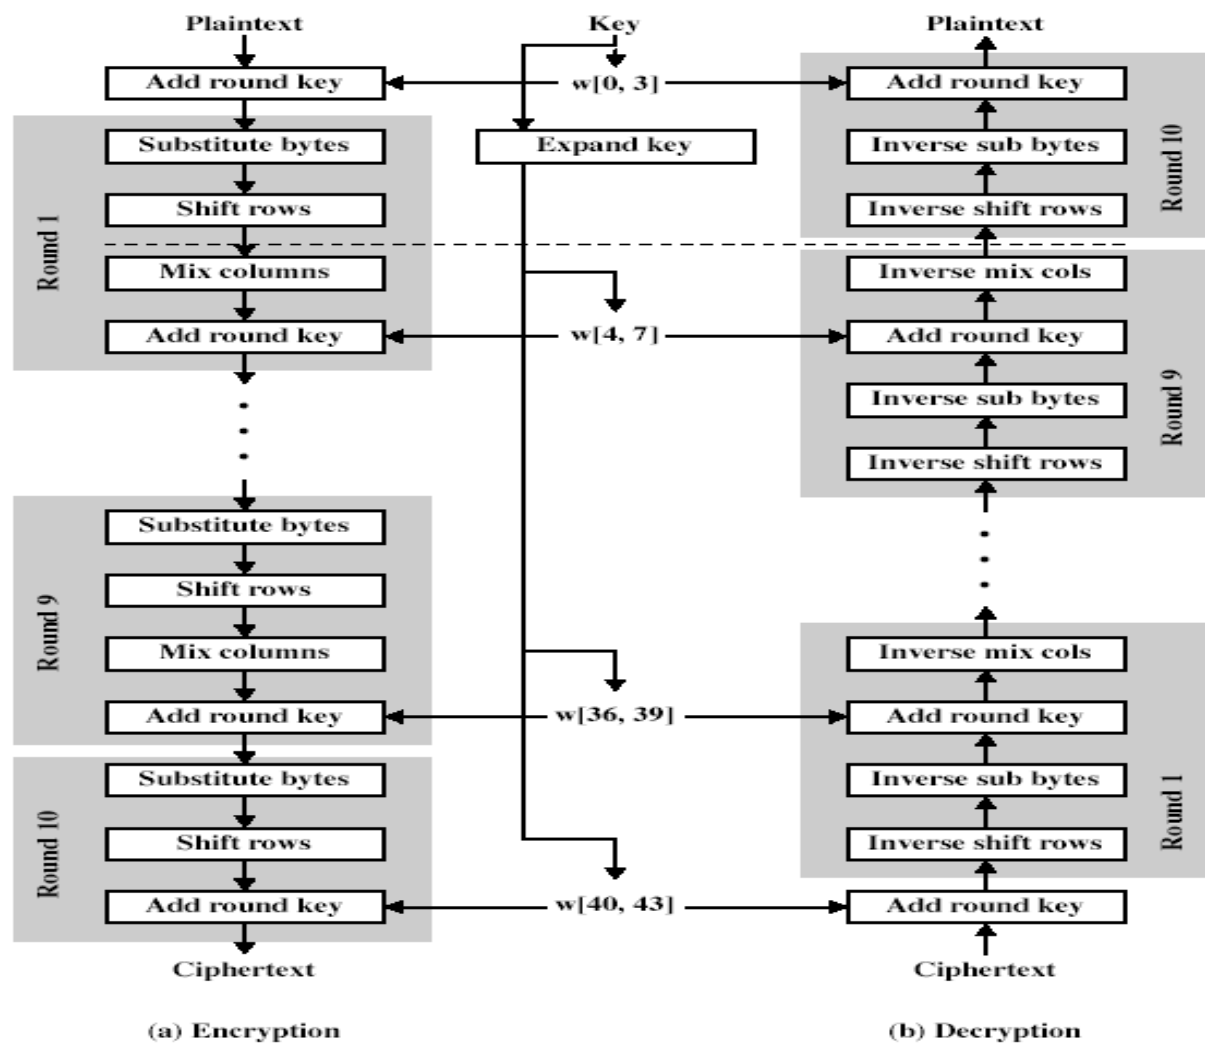 Plaintext
Add round key
Round 1
Substitute bytes
Shift rows
Mix columns
Add round key
Round 9
Substitute bytes
Shift rows
Mix columns
Add round key
Round 10
Substitute bytes
Shift rows
Add round key
Ciphertext
(a) Encryption
Key
w[0, 3]
Expand key
w[4, 7]
w[36, 39]
w[40, 43]
Plaintext
Add round key
Inverse sub bytes
Inverse shift rows
Round 10
Inverse mix cols
Add round key
Inverse sub bytes
Inverse shift rows
Round 9
Inverse mix cols
Add round key
Inverse sub bytes
Inverse shift rows
Round 1
Add round key
Ciphertext
(b) Decryption